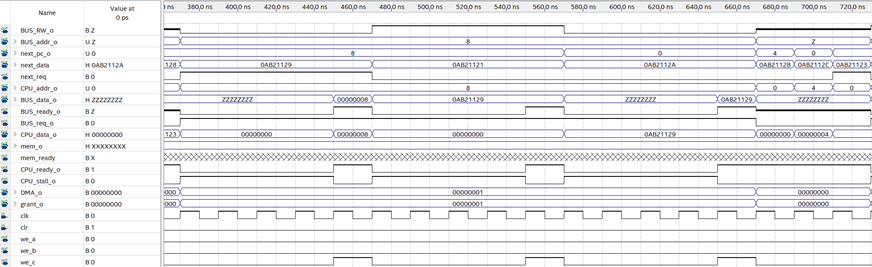 Name Value at 0 ps 0 ns 380,0 ns 400,0 ns 420,0 ns 440,0 ns 460,0 ns 480,0 ns 500,0 ns 520,0 ns 540,0 ns 560,0 ns 580,0 ns 600,0 ns 620,0 ns 640,0 ns 660,0 ns 680,0 ns 700,0 ns 720,0 ns
BUS_RW_o B Z
BUS_addr_o U Z 8 Z
next_pc_o U 0 8 0 4 0
next_data H 0AB2112A 128 0AB21129 0AB21121 0AB2112A 0AB2112B 0AB2112C 0AB21123
next_req B 0
CPU_addr_o U 0 8 0 4 0
BUS_data_o H ZZZZZZZZ ZZZZZZZZ 00000008 0AB21129 ZZZZZZZZ 0AB21129 ZZZZZZZZ
BUS_ready_o B Z
BUS_req_o B 0
CPU_data_o H 00000000 123 00000000 00000008 00000000 0AB21129 00000000 00000004
mem_o H XXXXXXXX
mem_ready B X
CPU_ready_o B 1
CPU_stall_o B 0
DMA_o B 00000000 000 00000001 00000000
grant_o B 00000000 000 00000001 00000000
clk B 0
clr B 1
we_a B 0
we_b B 0
we_c B 0